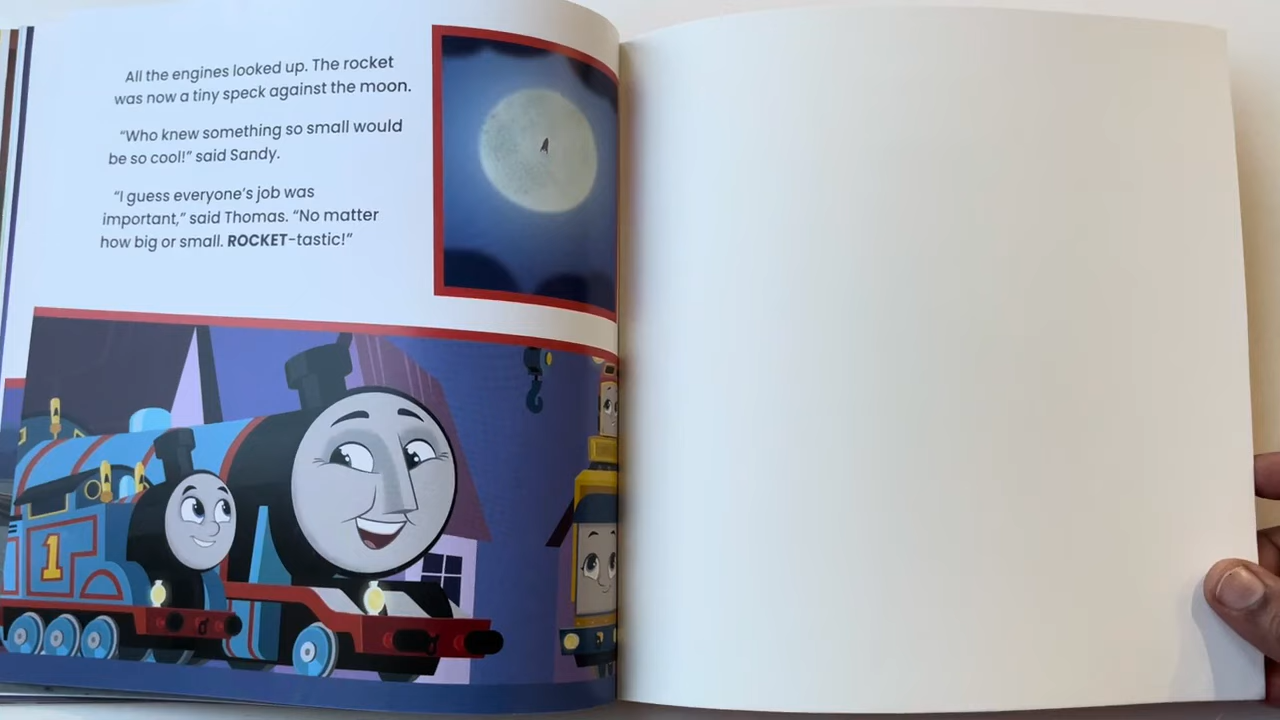 All the engines looked up. The rocket
was now a tiny speck against the moon.
“Who knew something so small would
be so cool!” said Sandy.
“I guess everyone’s job was
important,” said Thomas. “No matter
how big or small. ROCKET-tastic!”
1